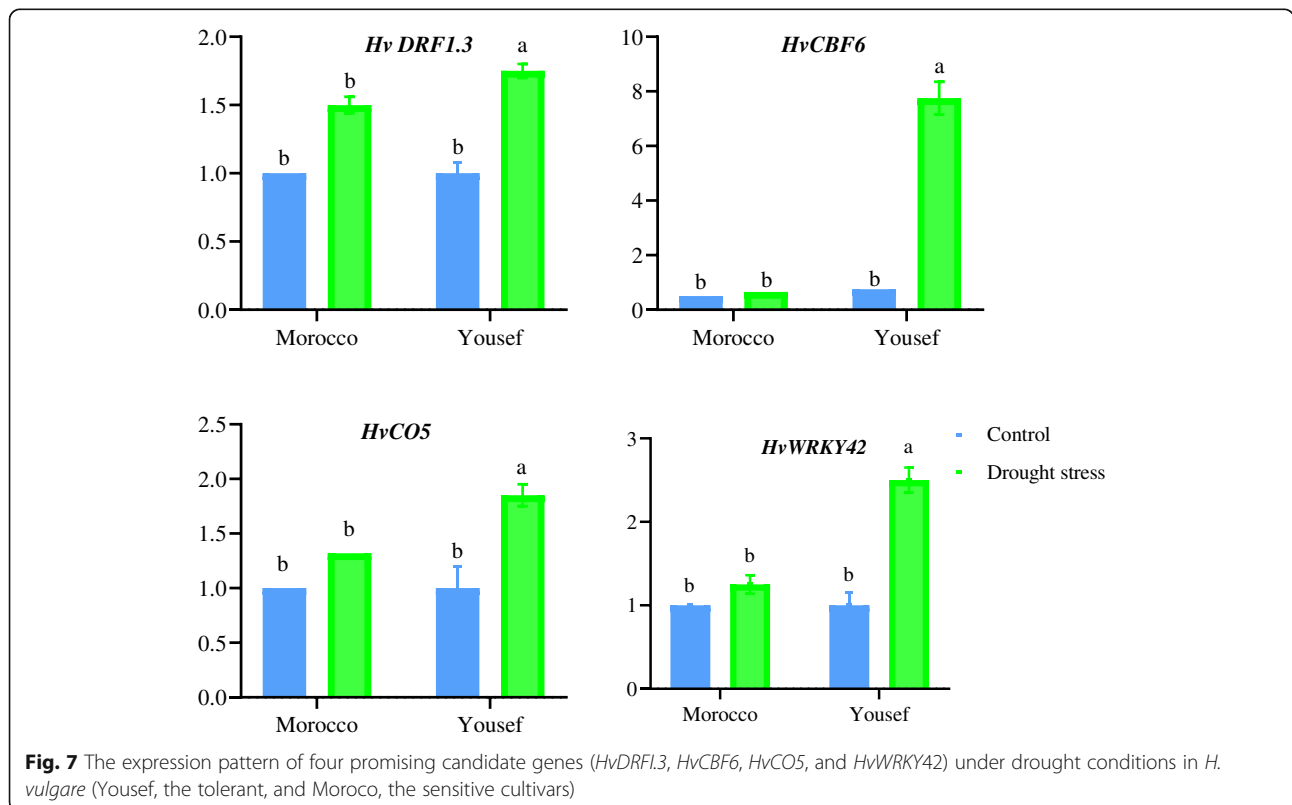 Hv DRF1.3
2.0
1.5
1.0
0.5
0.0
b
b
b
a
Morocco
Yousef
HvCBF6
10
8
6
4
2
0
b
b
b
a
Morocco
Yousef
HvCO5
2.5
2.0
1.5
1.0
0.5
0.0
b
b
b
a
Morocco
Yousef
HvWRKY42
3
2
1
0
b
b
b
a
Morocco
Yousef
Control
Drought stress
Fig. 7 The expression pattern of four promising candidate genes (HvDRFl.3, HvCBF6, HvCO5, and HvWRKY42) under drought conditions in H.
vulgare (Yousef, the tolerant, and Moroco, the sensitive cultivars)